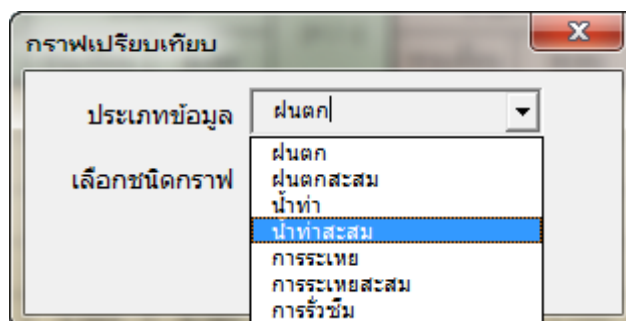 กราฟเปรียบเทียบ
ประเภทข้อมูล ฝนตก
ฝนตก
เลือกชนิดกราฟ ฝนตกสะสม
น้ำท่า
น้ำท่าสะสม
การระเหย
การระเหยสะสม
การรั่วซึม